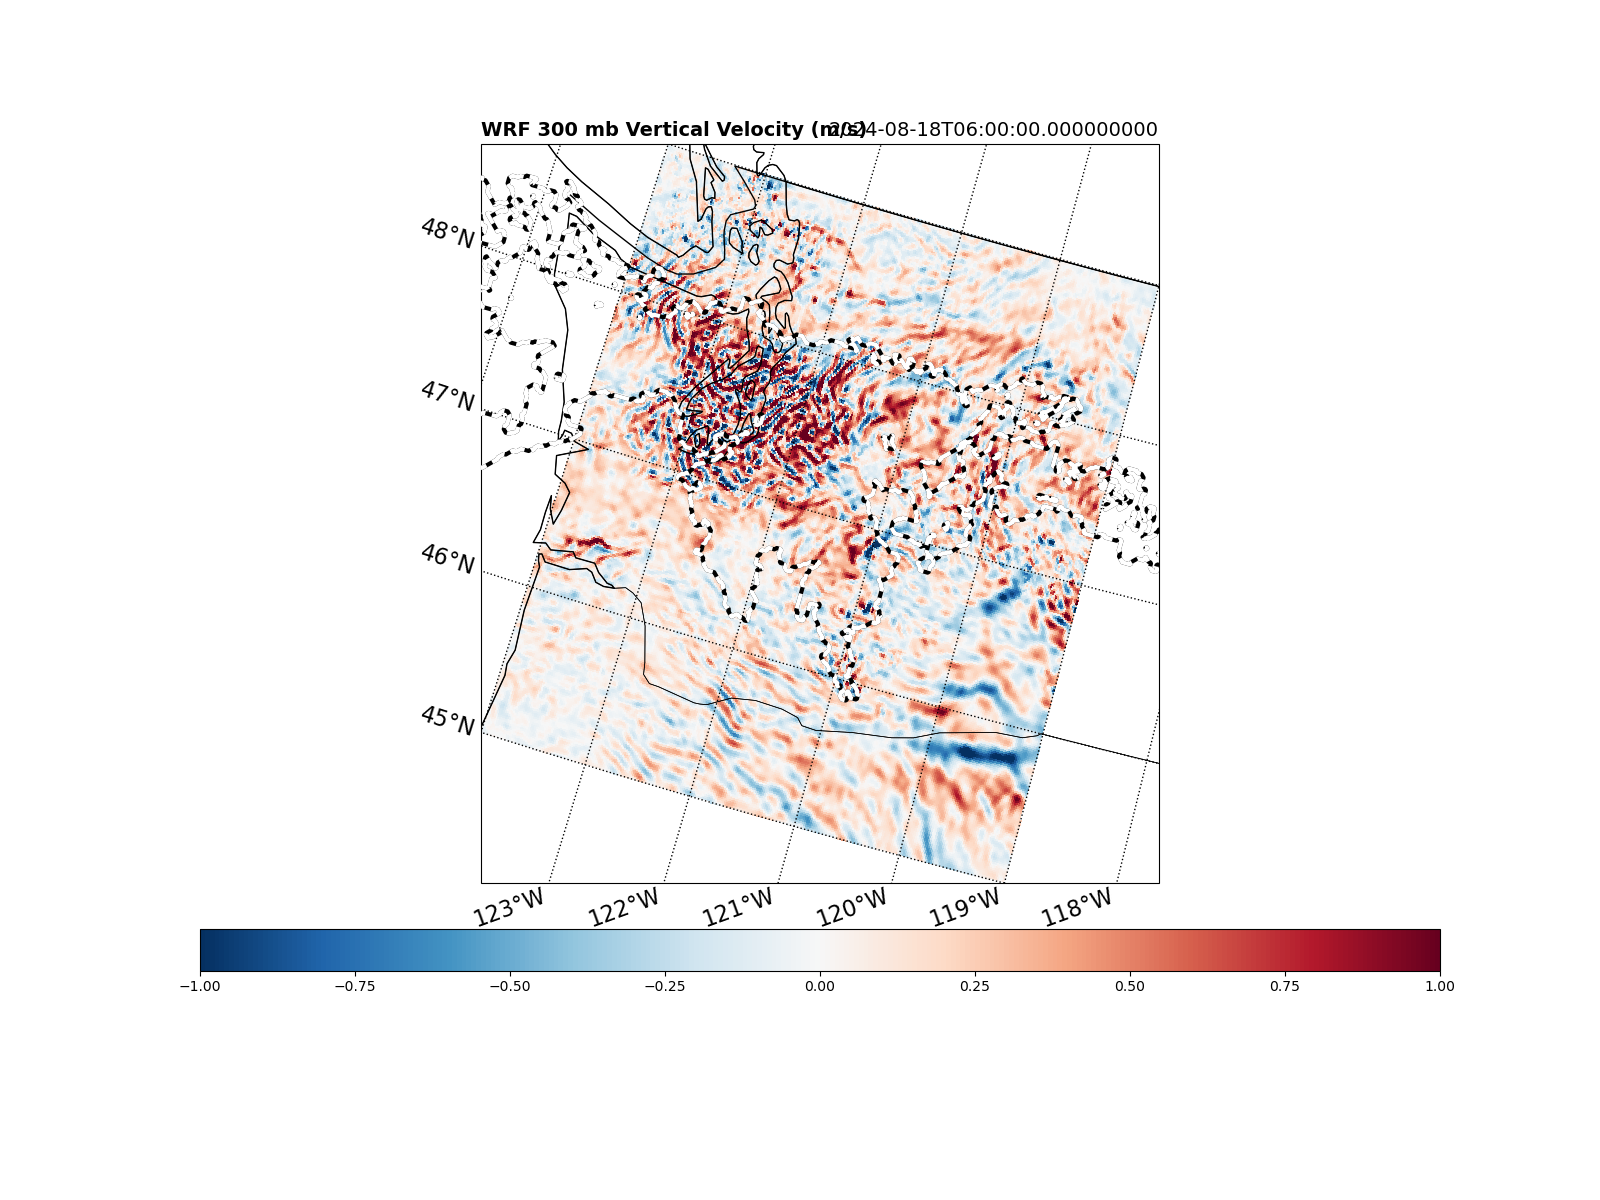 WRF 300 mb Vertical Velocity (m/s) 2024-08-18T06:00:00.000000000
48°N
47°N
46°N
45°N
123°W 122°W 121°W 120°W 119°W 118°W
−1.00 −0.75 −0.50 −0.25 0.00 0.25 0.50 0.75 1.00